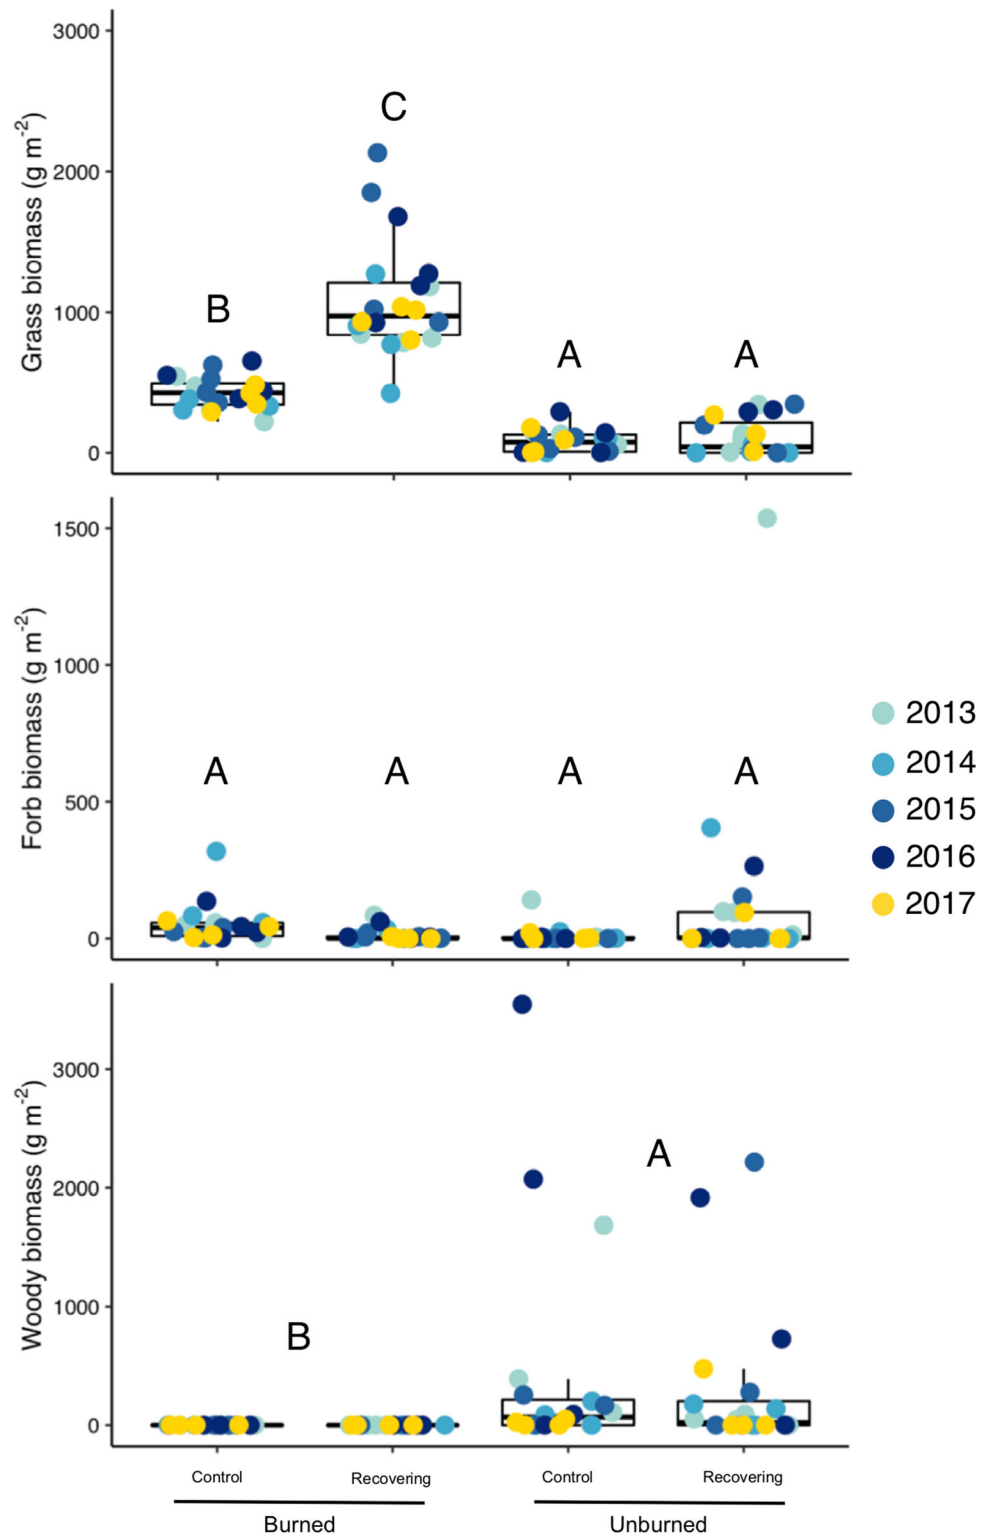 3000
2000
1000
0
Grass biomass (g m-2)
B
C
A
A
1500
1000
500
0
Forb biomass (g m-2)
A
A
A
A
2013
2014
2015
2016
2017
3000
2000
1000
0
Woody biomass (g m-2)
B
A
Control
Recovering
Control
Recovering
Burned
Unburned